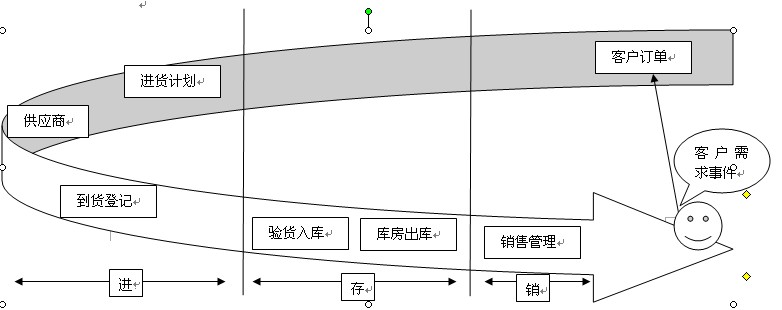 客户订单
进货计划
供应商
客 户 需
求事件
到货登记
验货入库
库房出库
销售管理
进
存
销